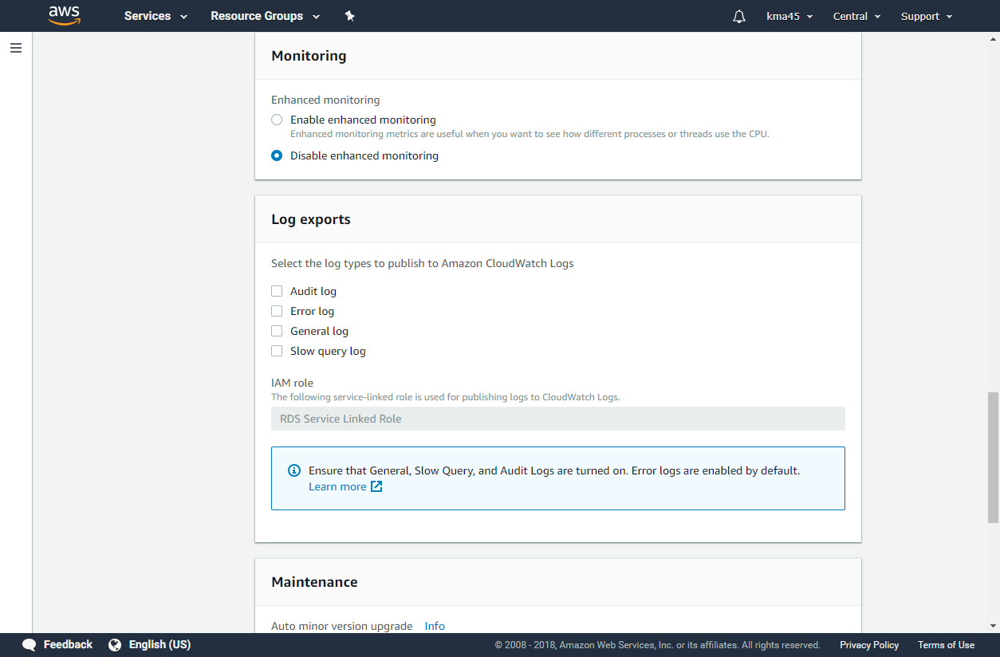 aws Services Resource Groups kma45 Central Support
Monitoring
Enhanced monitoring
Enable enhanced monitoring
Enhanced monitoring metrics are useful when you want to see how different processes or threads use the CPU.
Disable enhanced monitoring
Log exports
Select the log types to publish to Amazon CloudWatch Logs
Audit log
Error log
General log
Slow query log
IAM role
The following service-linked role is used for publishing logs to CloudWatch Logs.
RDS Service Linked Role
Ensure that General, Slow Query, and Audit Logs are turned on. Error logs are enabled by default.
Learn more
Maintenance
Auto minor version upgrade Info
Feedback English (US) © 2008 - 2018, Amazon Web Services, Inc. or its affiliates. All rights reserved. Privacy Policy Terms of Use